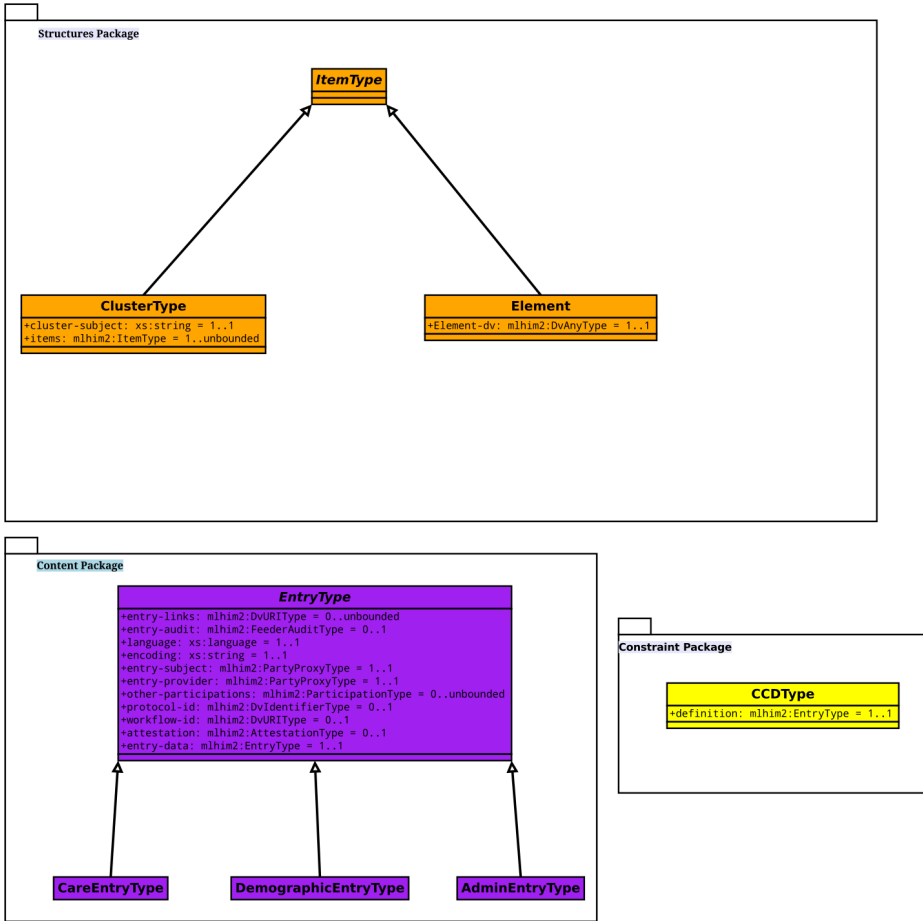 Structures Package
ItemType
ClusterType
+cluster-subject: xs:string = 1..1
+items: mlhim2:ItemType = 1..unbounded
Element
+Element-dv: mlhim2:DvAnyType = 1..1
Content Package
EntryType
+entry-links: mlhim2:DvURIType = 0..unbounded
+entry-audit: mlhim2:FeederAuditType = 0..1
+language: xs:language = 1..1
+encoding: xs:string = 1..1
+entry-subject: mlhim2:PartyProxyType = 1..1
+entry-provider: mlhim2:PartyProxyType = 1..1
+other-participations: mlhim2:ParticipationType = 0..unbounded
+protocol-id: mlhim2:DvIdentifierType = 0..1
+workflow-id: mlhim2:DvURIType = 0..1
+attestation: mlhim2:AttestationType = 0..1
+entry-data: mlhim2:EntryType = 1..1
CareEntryType
DemographicEntryType
AdminEntryType
Constraint Package
CCDType
+definition: mlhim2:EntryType = 1..1